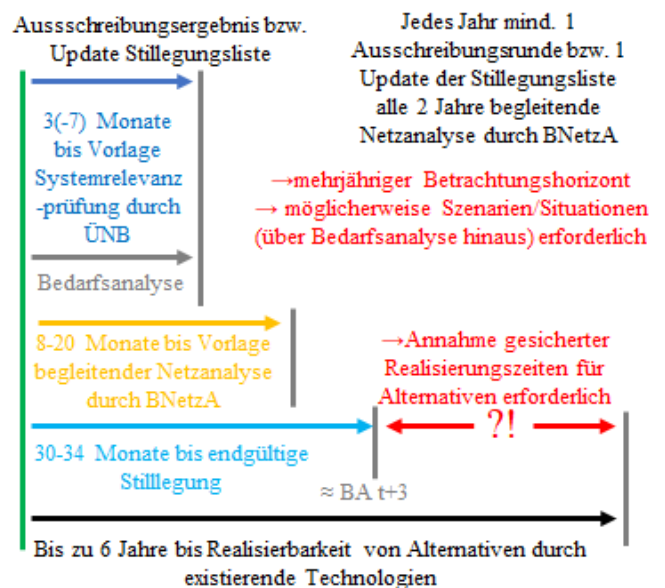 Aussschreibungsergebnis bzw.
Update Stillegungsliste
Jedes Jahr mind. 1
Ausschreibungsrunde bzw. 1
Update der Stillegungsliste
alle 2 Jahre begleitende
Netzanalyse durch BNetzA
3(-7) Monate
bis Vorlage
Systemrelevanz
-prüfung durch
ÜNB
→mehrjähriger Betrachtungshorizont
→ möglicherweise Szenarien/Situationen
(über Bedarfsanalyse hinaus) erforderlich
Bedarfsanalyse
8-20 Monate bis Vorlage
begleitender Netzanalyse
durch BNetzA
→Annahme gesicherter
Realisierungszeiten für
Alternativen erforderlich
?!
30-34 Monate bis endgültige
Stilllegung
≈ BA t+3
Bis zu 6 Jahre bis Realisierbarkeit von Alternativen durch
existierende Technologien